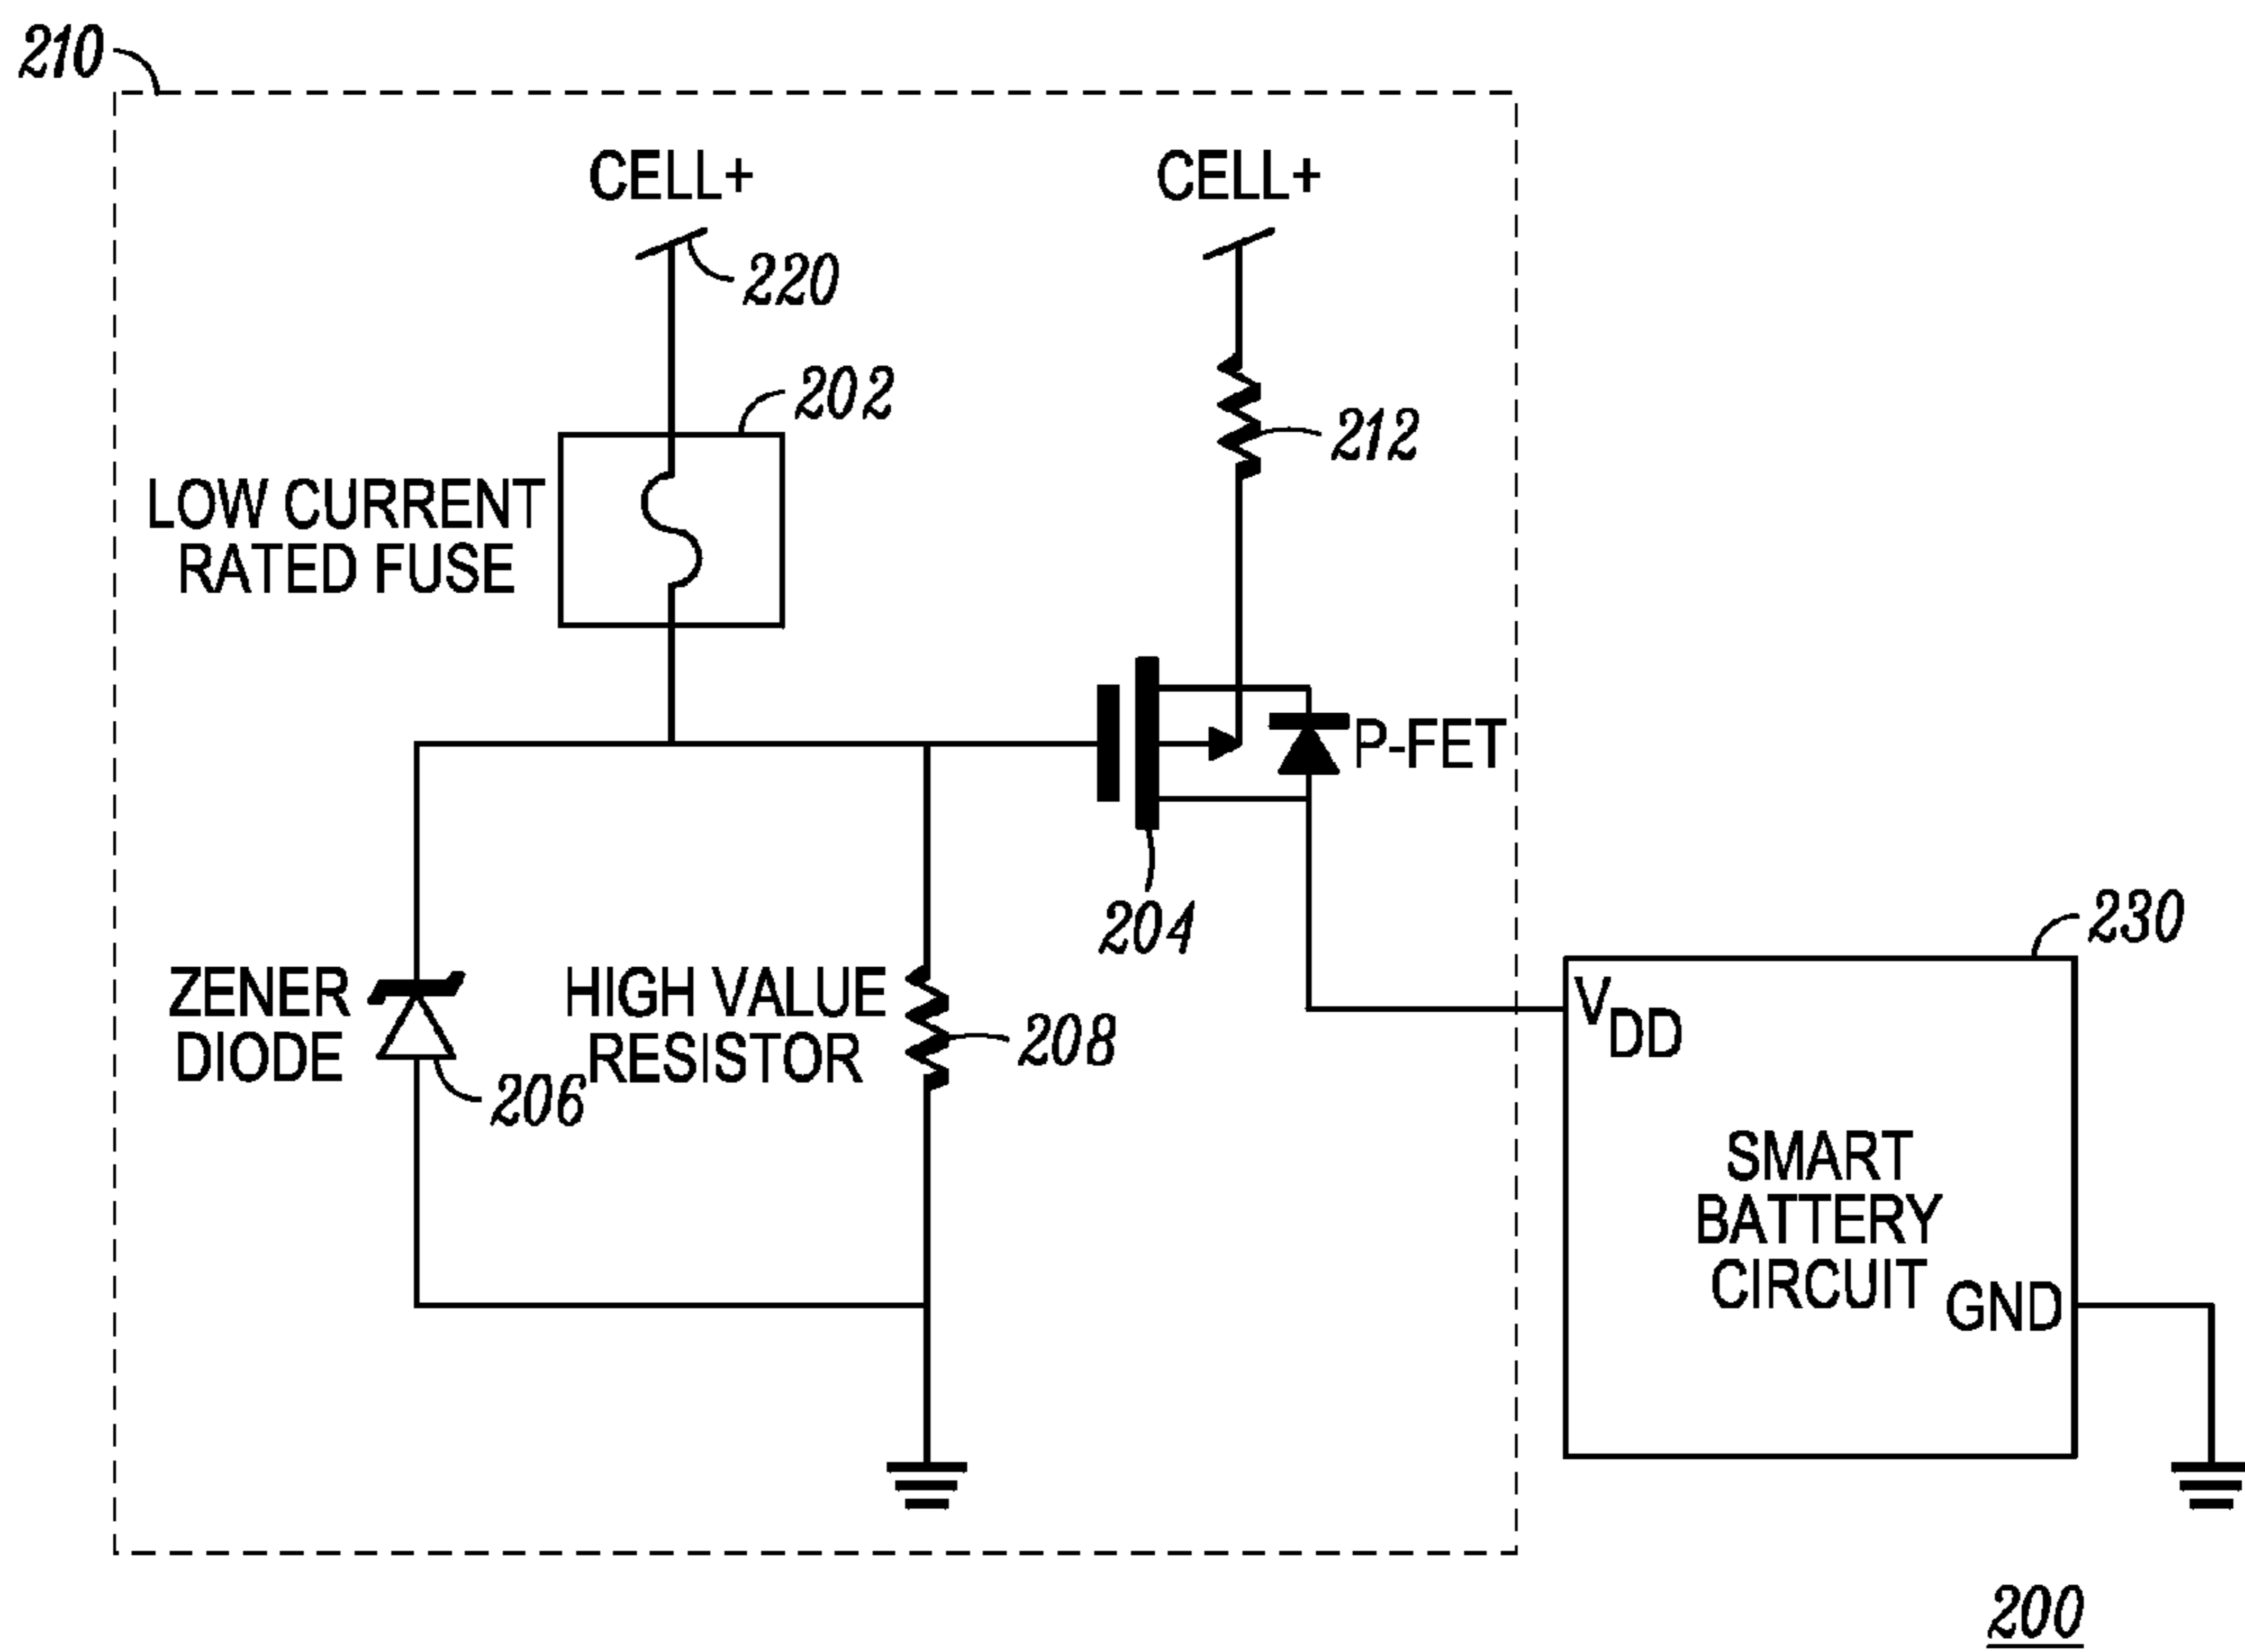 210
CELL+
CELL+
220
202
212
LOW CURRENT
RATED FUSE
P-FET
204
230
ZENER
DIODE
HIGH VALUE
RESISTOR
206
208
VDD
SMART
BATTERY
CIRCUIT
GND
200